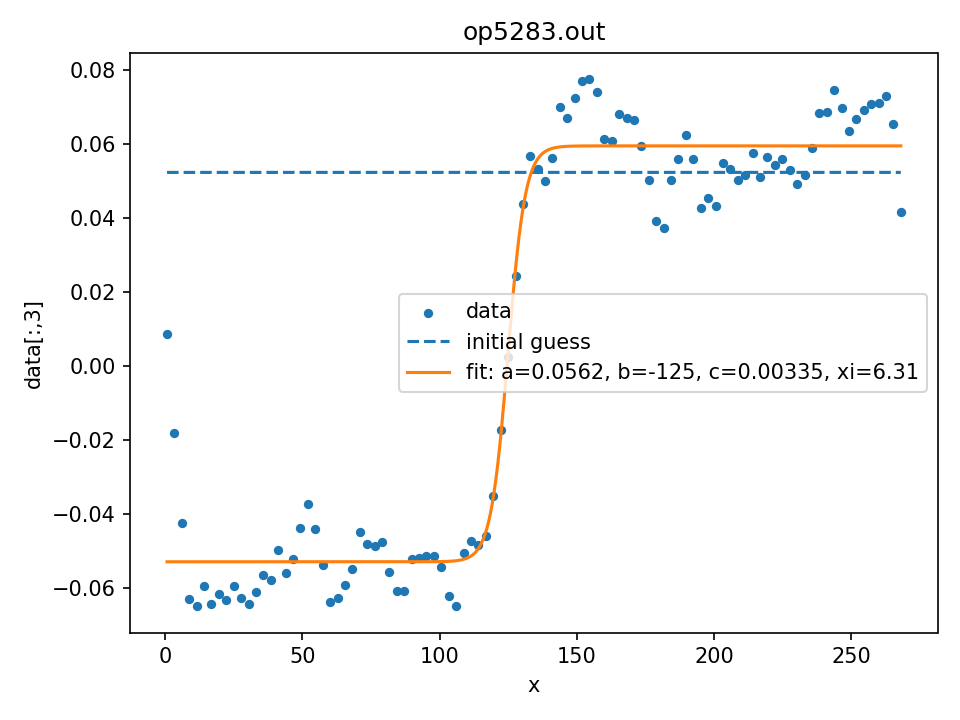 op5283.out
0.08
0.06
0.04
0.02
0.00
−0.02
−0.04
−0.06
data[:,3]
data
initial guess
fit: a=0.0562, b=-125, c=0.00335, xi=6.31
0 50 100 150 200 250
x